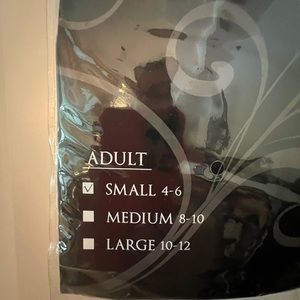 ADULT
☑ SMALL 4-6
☐ MEDIUM 8-10
☐ LARGE 10-12